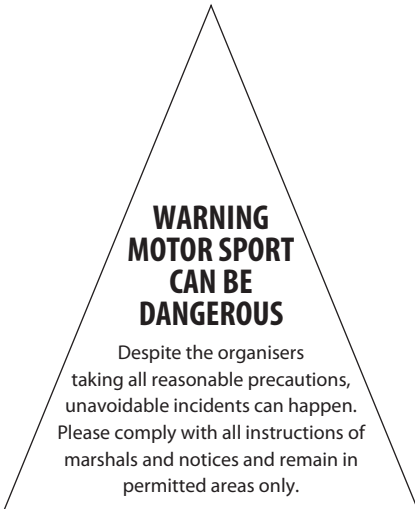 WARNING
MOTOR SPORT
CAN BE
DANGEROUS
Despite the organisers
taking all reasonable precautions,
unavoidable incidents can happen.
Please comply with all instructions of
marshals and notices and remain in
permitted areas only.